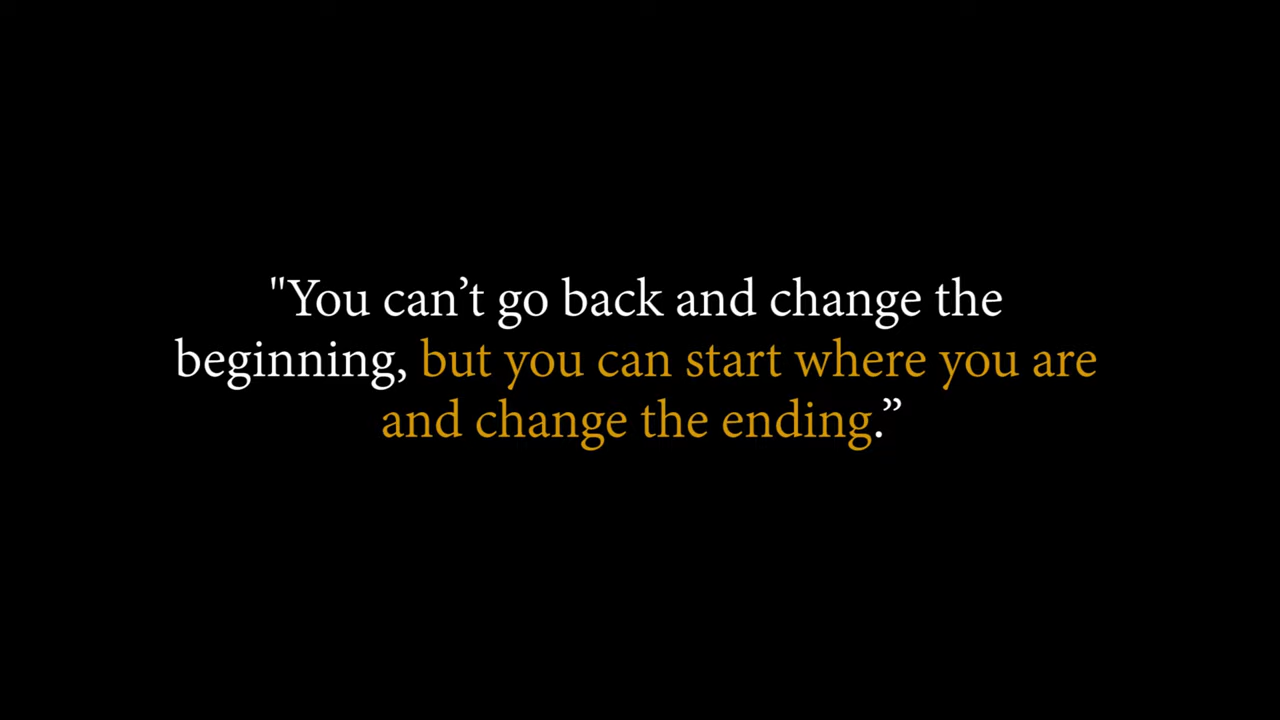 "You can’t go back and change the
beginning, but you can start where you are
and change the ending.”